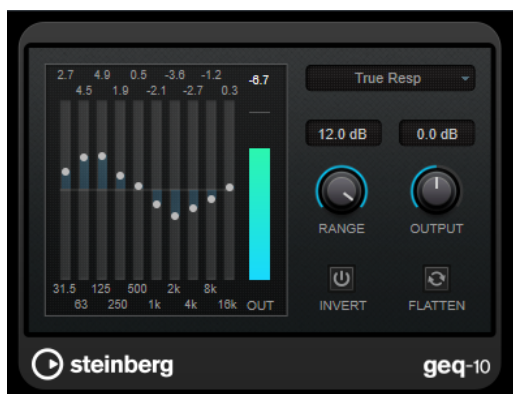 2.7 4.9 0.5 -3.6 -1.2
4.5 1.9 -2.1 -2.7 0.3
-6.7
True Resp
12.0 dB 0.0 dB
RANGE OUTPUT
31.5 125 500 2k 8k
63 250 1k 4k 16k OUT
INVERT FLATTEN
steinberg geq-10